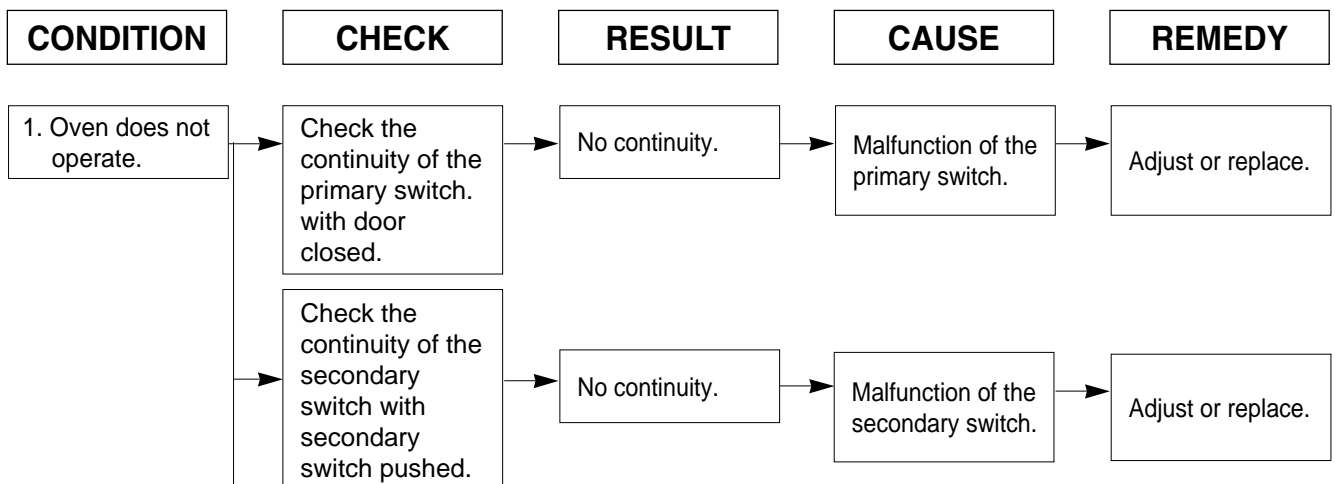 CONDITION
CHECK
RESULT
CAUSE
REMEDY
1. Oven does not
operate.
Check the
continuity of the
primary switch.
with door
closed.
No continuity.
Malfunction of the
primary switch.
Adjust or replace.
Check the
continuity of the
secondary
switch with
secondary
switch pushed.
No continuity.
Malfunction of the
secondary switch.
Adjust or replace.